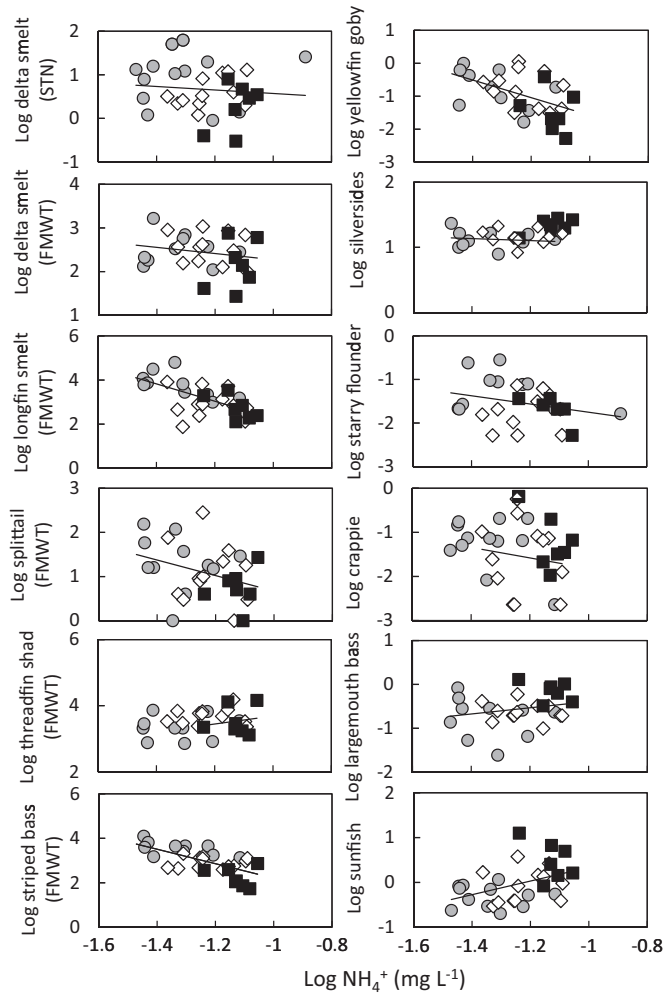 Log delta smelt
(STN)
2
1
0
-1
Log yellowfin goby
1
0
-1
-2
-3
Log delta smelt
(FMWT)
4
3
2
1
Log silversides
2
1
0
Log longfin smelt
(FMWT)
6
4
2
0
Log starry flounder
0
-1
-2
-3
Log splittail
(FMWT)
3
2
1
0
Log crappie
0
-1
-2
-3
Log threadfin shad
(FMWT)
6
4
2
Log largemouth bass
1
0
-1
-2
Log striped bass
(FMWT)
6
4
2
0
Log sunfish
2
1
0
-1
-1.6 -1.4 -1.2 -1 -0.8 -1.6 -1.4 -1.2 -1 -0.8
Log NH₄⁺ (mg L⁻¹)